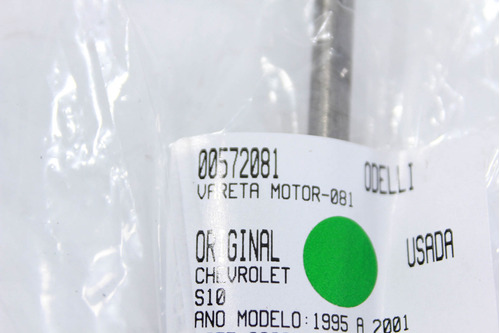 00572081 ODELLI
VARETA MOTOR-081
ORIGINAL USADA
CHEVROLET
S10
ANO MODELO:1995 A 2001